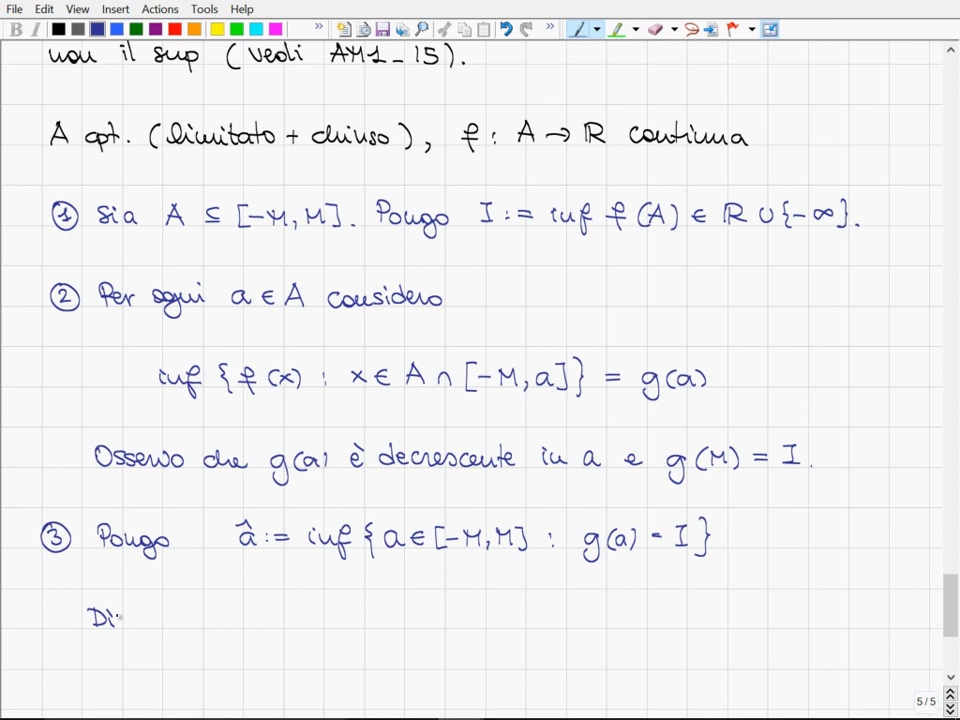 File Edit View Insert Actions Tools Help
B I
non il sup (vedi AM1_15).
A cpt. (limitato + chiuso), f : A → ℝ continua
① Sia A ⊆ [-M, M]. Pongo I := inf f(A) ∈ ℝ ∪ {-∞}.
② Per ogni a ∈ A considero
inf {f(x) : x ∈ A ∩ [-M, a]} = g(a)
Osservo che g(a) è decrescente in a e g(M) = I.
③ Pongo â := inf {a ∈ [-M, M] : g(a) = I}
Di
5 / 5